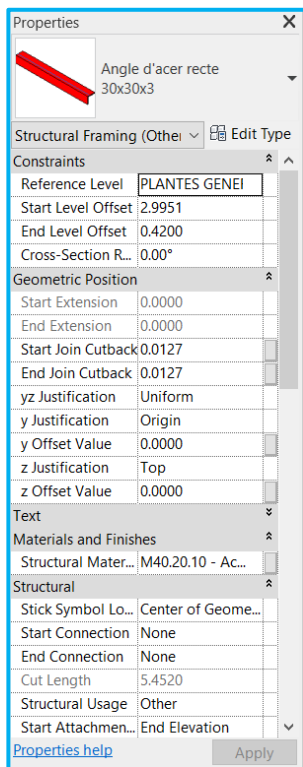 Properties
Angle d'acer recte
30x30x3
Structural Framing (Other Edit Type
Constraints
Reference Level PLANTES GENEI
Start Level Offset 2.9951
End Level Offset 0.4200
Cross-Section R... 0.00°
Geometric Position
Start Extension 0.0000
End Extension 0.0000
Start Join Cutback 0.0127
End Join Cutback 0.0127
yz Justification Uniform
y Justification Origin
y Offset Value 0.0000
z Justification Top
z Offset Value 0.0000
Text
Materials and Finishes
Structural Mater... M40.20.10 - Ac...
Structural
Stick Symbol Lo... Center of Geome...
Start Connection None
End Connection None
Cut Length 5.4520
Structural Usage Other
Start Attachmen... End Elevation
Properties help Apply